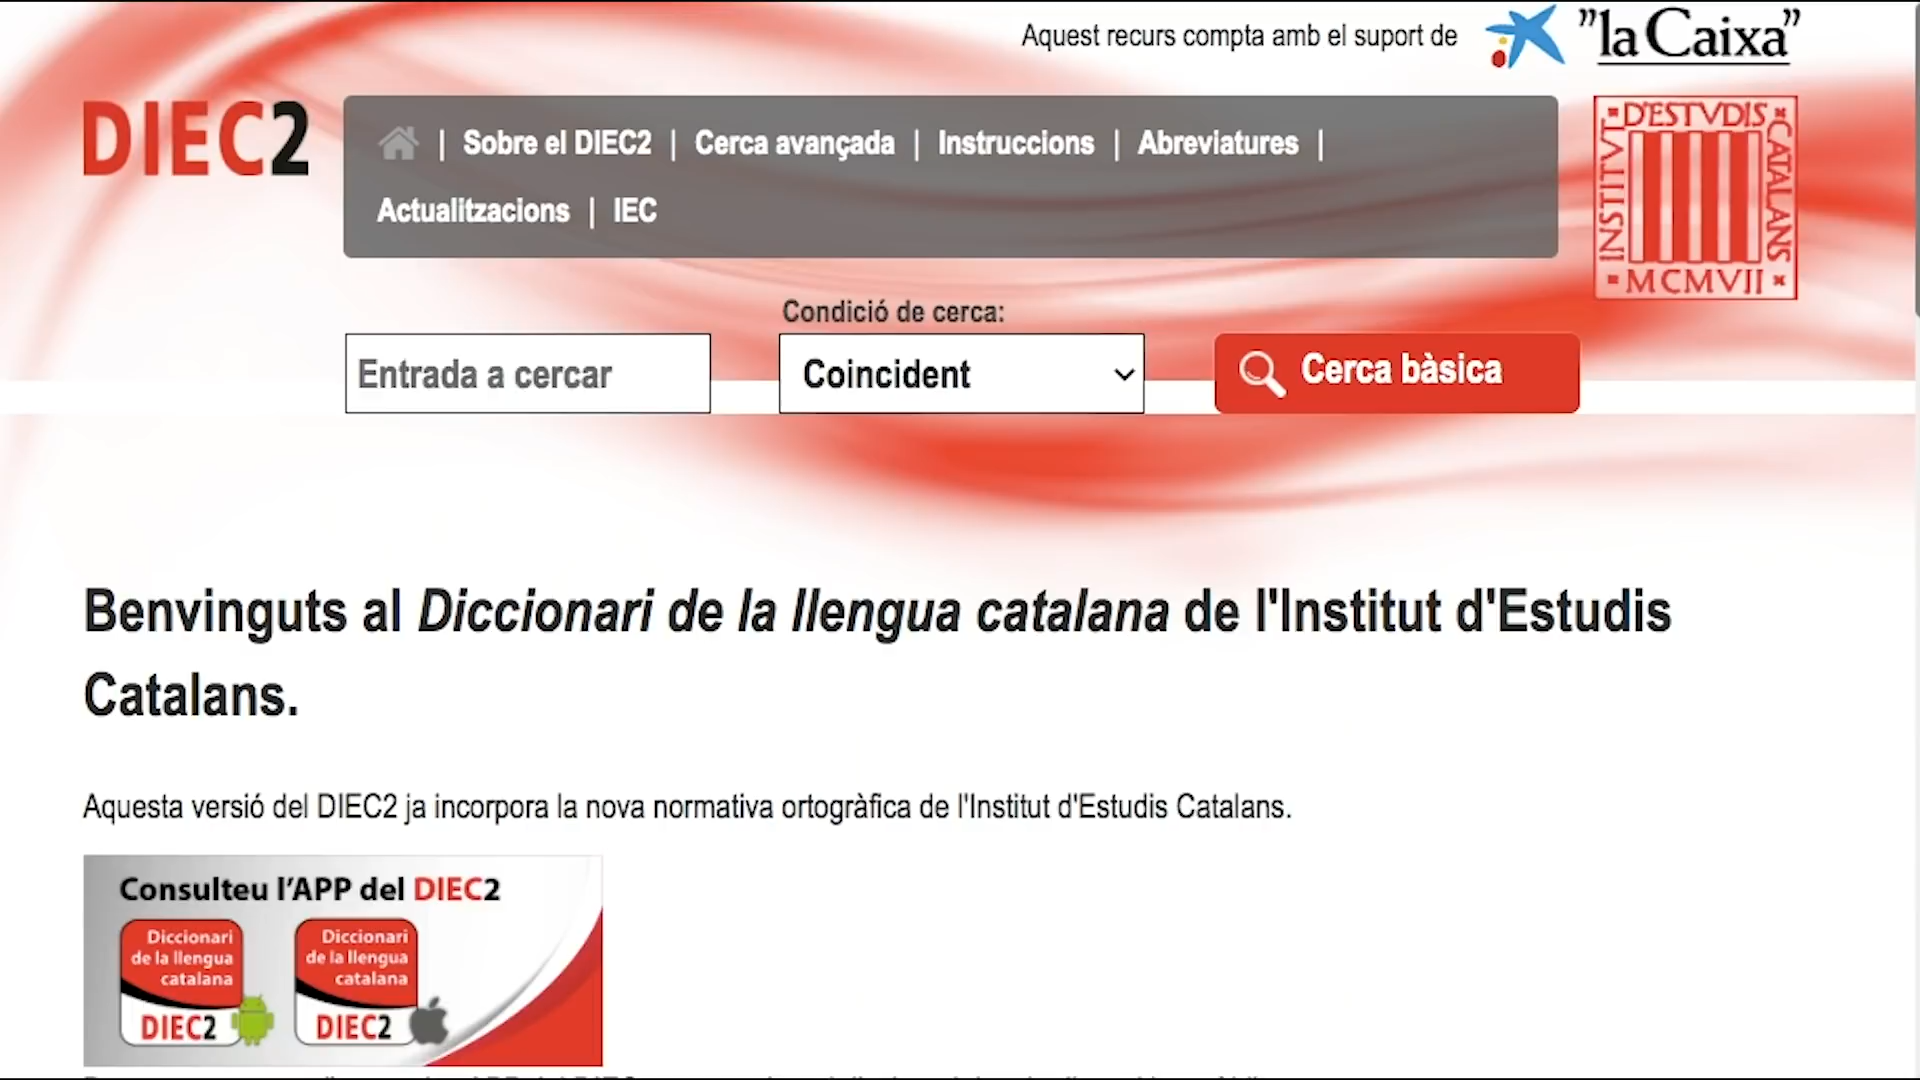 Aquest recurs compta amb el suport de
"la Caixa"
DIEC2
| Sobre el DIEC2 | Cerca avançada | Instruccions | Abreviatures |
Actualitzacions | IEC
INSTITVT
D'ESTVDIS
CATALANS
MCMVII
Condició de cerca:
Entrada a cercar
Coincident
Cerca bàsica
Benvinguts al Diccionari de la llengua catalana de l'Institut d'Estudis
Catalans.
Aquesta versió del DIEC2 ja incorpora la nova normativa ortogràfica de l'Institut d'Estudis Catalans.
Consulteu l'APP del DIEC2
Diccionari
de la llengua
catalana
DIEC2
Diccionari
de la llengua
catalana
DIEC2